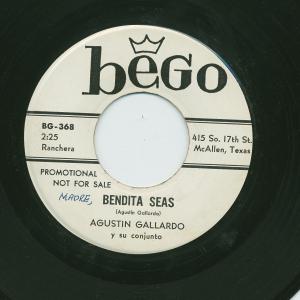 beGo
BG-368
2:25
Ranchera
415 So. 17th St.
McAllen, Texas
PROMOTIONAL
NOT FOR SALE
MADRE, BENDITA SEAS
(Agustin Gallardo)
AGUSTIN GALLARDO
y su conjunto